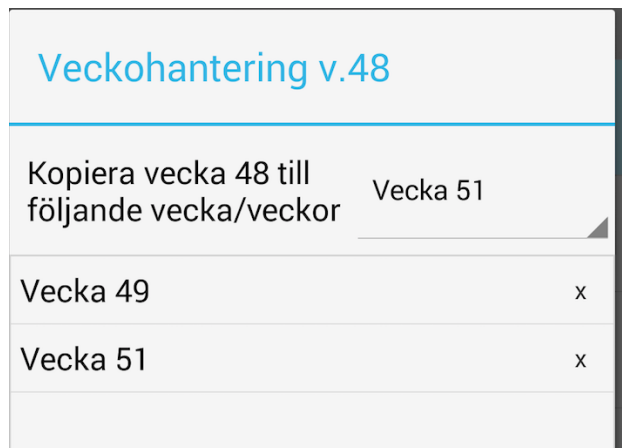 Veckohantering v.48
Kopiera vecka 48 till
följande vecka/veckor
Vecka 51
Vecka 49 x
Vecka 51 x